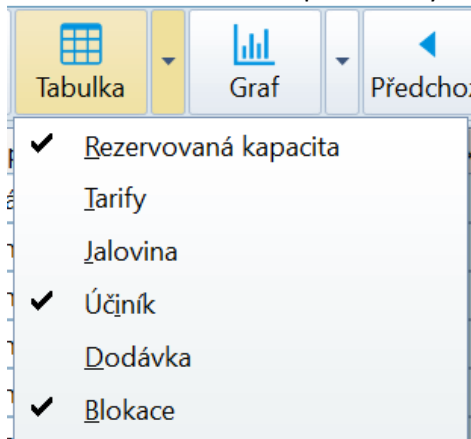 Tabulka Graf Předchoz
Rezervovaná kapacita
Tarify
Jalovina
Účiník
Dodávka
Blokace